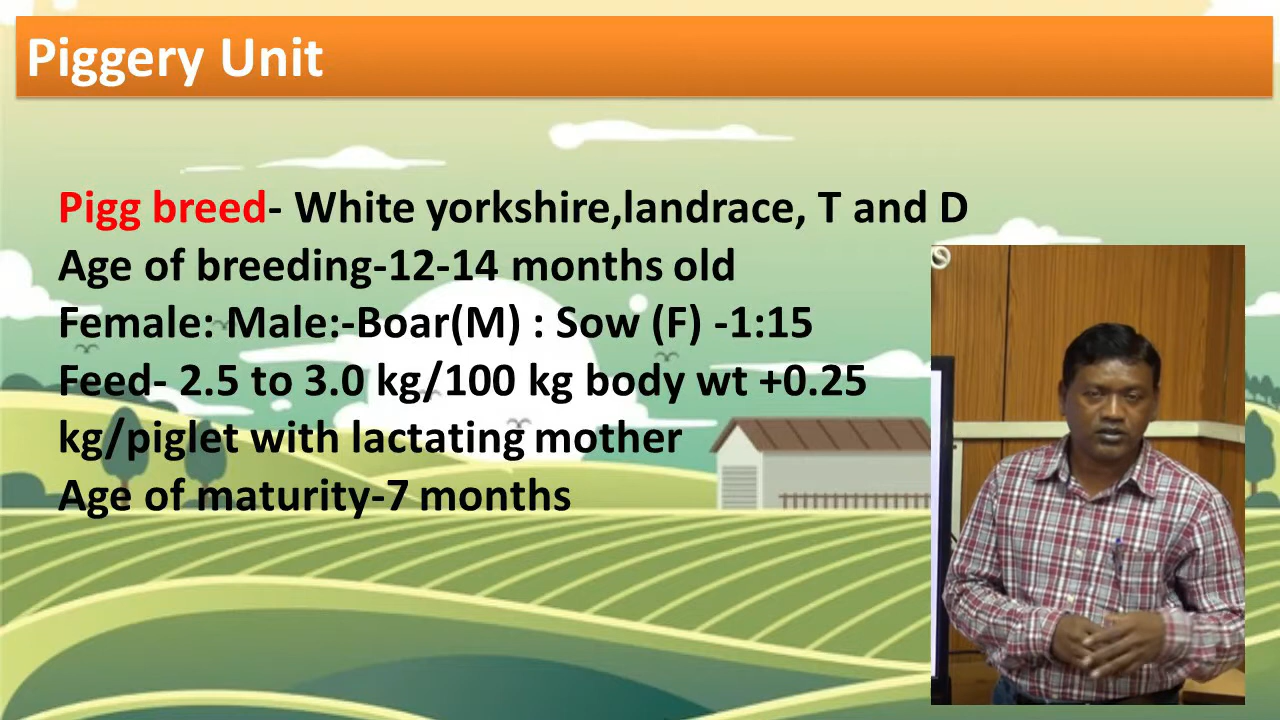 Piggery Unit
Pigg breed- White yorkshire,landrace, T and D
Age of breeding-12-14 months old
Female: Male:-Boar(M) : Sow (F) -1:15
Feed- 2.5 to 3.0 kg/100 kg body wt +0.25
kg/piglet with lactating mother
Age of maturity-7 months